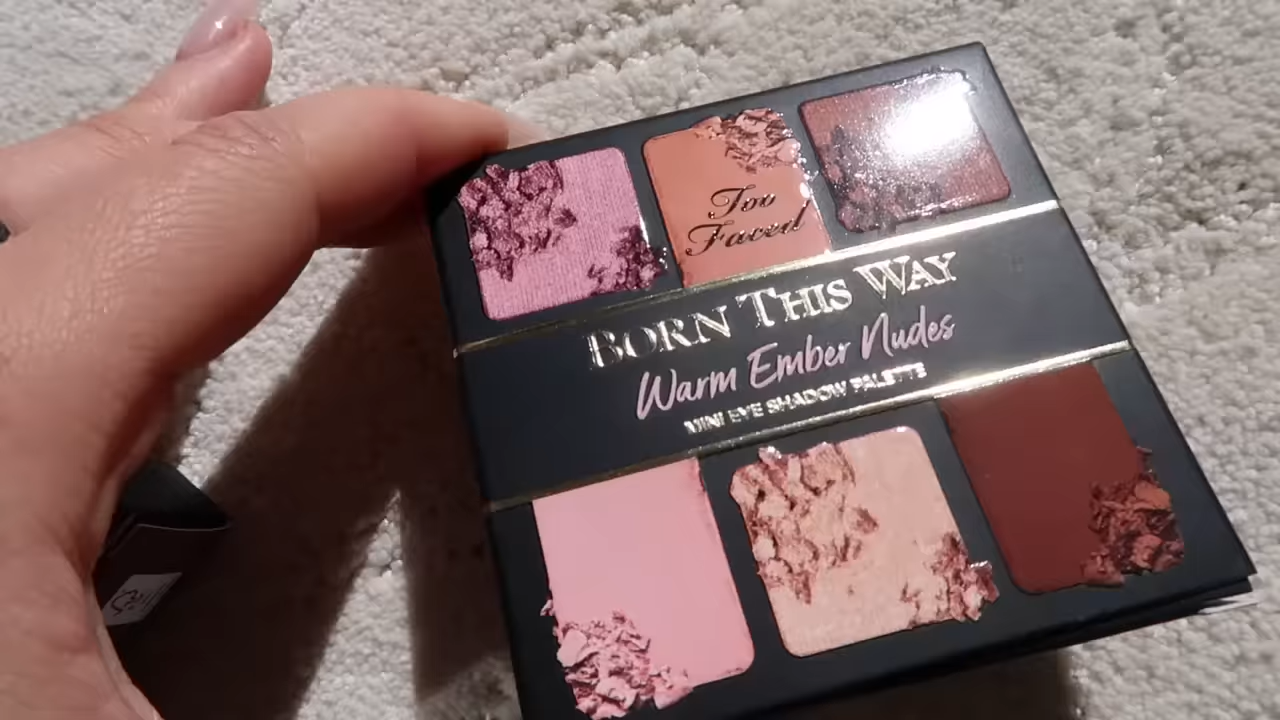 Too
Faced
BORN THIS WAY
Warm Ember Nudes
MINI EYE SHADOW PALETTE